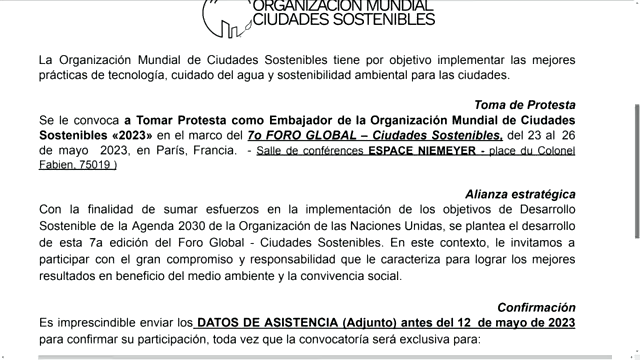 ORGANIZACIÓN MUNDIAL
CIUDADES SOSTENIBLES
La Organización Mundial de Ciudades Sostenibles tiene por objetivo implementar las mejores
prácticas de tecnología, cuidado del agua y sostenibilidad ambiental para las ciudades.
Toma de Protesta
Se le convoca a Tomar Protesta como Embajador de la Organización Mundial de Ciudades
Sostenibles «2023» en el marco del 7o FORO GLOBAL – Ciudades Sostenibles, del 23 al 26
de mayo 2023, en París, Francia. - Salle de conférences ESPACE NIEMEYER - place du Colonel
Fabien, 75019 )
Alianza estratégica
Con la finalidad de sumar esfuerzos en la implementación de los objetivos de Desarrollo
Sostenible de la Agenda 2030 de la Organización de las Naciones Unidas, se plantea el desarrollo
de esta 7a edición del Foro Global - Ciudades Sostenibles. En este contexto, le invitamos a
participar con el gran compromiso y responsabilidad que le caracteriza para lograr los mejores
resultados en beneficio del medio ambiente y la convivencia social.
Confirmación
Es imprescindible enviar los DATOS DE ASISTENCIA (Adjunto) antes del 12 de mayo de 2023
para confirmar su participación, toda vez que la convocatoría será exclusiva para: